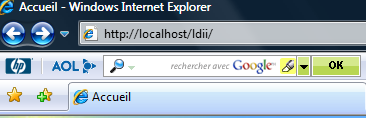 Accueil - Windows Internet Explorer
http://localhost/ldii/
hp AOL rechercher avec Google OK
Accueil